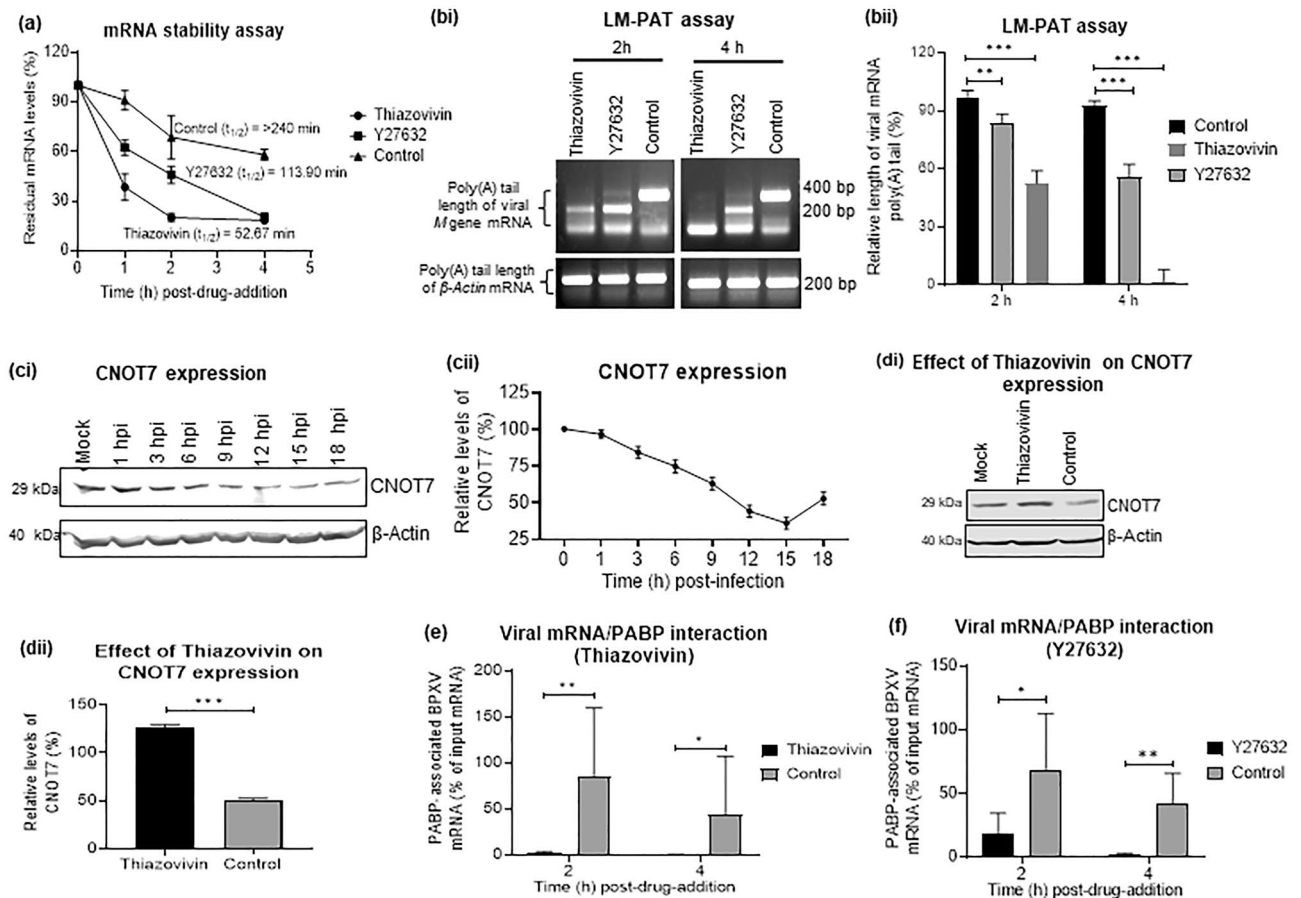 (a)
mRNA stability assay
Residual mRNA levels (%)
120
90
60
30
0
Control (t1/2) = >240 min
Y27632 (t1/2) = 113.90 min
Thiazovivin (t1/2) = 52.67 min
0 1 2 3 4 5
Time (h) post-drug-addition
Thiazovivin
Y27632
Control
(bi)
LM-PAT assay
2h
4 h
Thiazovivin
Y27632
Control
Thiazovivin
Y27632
Control
Poly(A) tail
length of viral
M gene mRNA
400 bp
200 bp
Poly(A) tail length
of β-Actin mRNA
200 bp
(bii)
LM-PAT assay
Relative length of viral mRNA
poly(A) tail (%)
120
90
60
30
0
***
**
***
***
2 h
4 h
Control
Thiazovivin
Y27632
(ci)
CNOT7 expression
Mock
1 hpi
3 hpi
6 hpi
9 hpi
12 hpi
15 hpi
18 hpi
29 kDa
CNOT7
40 kDa
β-Actin
(cii)
CNOT7 expression
Relative levels of
CNOT7 (%)
125
100
75
50
25
0 1 3 6 9 12 15 18
Time (h) post-infection
(di)
Effect of Thiazovivin on CNOT7
expression
Mock
Thiazovivin
Control
29 kDa
CNOT7
40 kDa
β-Actin
(dii)
Effect of Thiazovivin on
CNOT7 expression
Relative levels of
CNOT7 (%)
150
100
50
0
***
Thiazovivin
Control
(e)
Viral mRNA/PABP interaction
(Thiazovivin)
PABP-associated BPXV
mRNA (% of input mRNA)
200
150
100
50
0
**
*
2
4
Time (h) post-drug-addition
Thiazovivin
Control
(f)
Viral mRNA/PABP interaction
(Y27632)
PABP-associated BPXV
mRNA (% of input mRNA)
150
100
50
0
*
**
2
4
Time (h) post-drug-addition
Y27632
Control